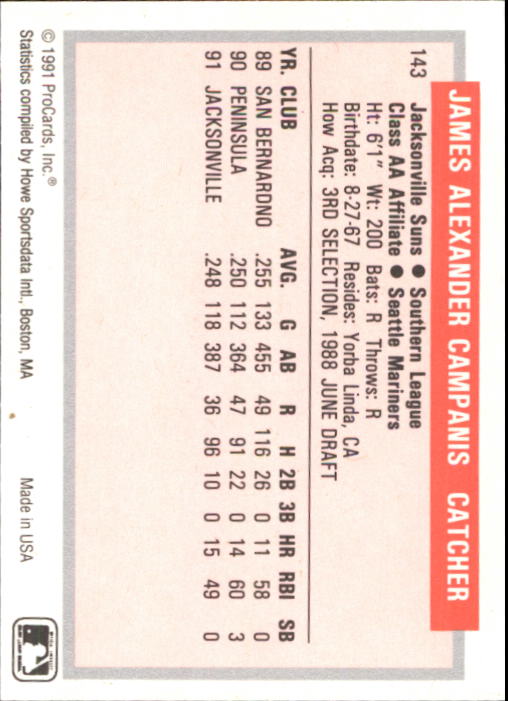 JAMES ALEXANDER CAMPANIS CATCHER
143 Jacksonville Suns ● Southern League
Class AA Affiliate ● Seattle Mariners
Ht: 6'1" Wt: 200 Bats: R Throws: R
Birthdate: 8-27-67 Resides: Yorba Linda, CA
How Acq: 3RD SELECTION, 1988 JUNE DRAFT
YR. CLUB AVG. G AB R H 2B 3B HR RBI SB
89 SAN BERNARDNO .255 133 455 49 116 26 0 11 58 0
90 PENINSULA .250 112 364 47 91 22 0 14 60 3
91 JACKSONVILLE .248 118 387 36 96 10 0 15 49 0
© 1991 ProCards, Inc.®
Statistics compiled by Howe Sportsdata Intl., Boston, MA Made in USA